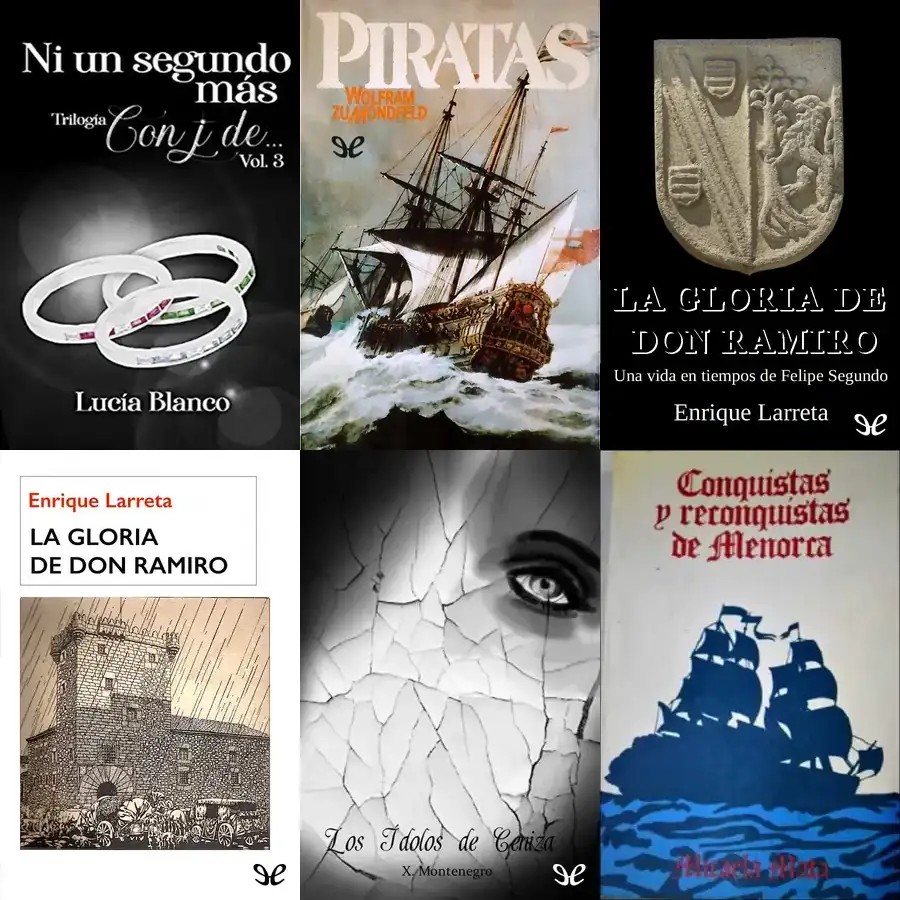 Ni un segundo
más
Trilogía Con j de...
Vol. 3
Lucía Blanco
PIRATAS
WOLFRAM
ZU MONDFELD
LA GLORIA DE
DON RAMIRO
Una vida en tiempos de Felipe Segundo
Enrique Larreta
Enrique Larreta
LA GLORIA
DE DON RAMIRO
Los Ídolos de Ceniza
X. Montenegro
Conquistas
y reconquistas
de Menorca
Micaela Mata